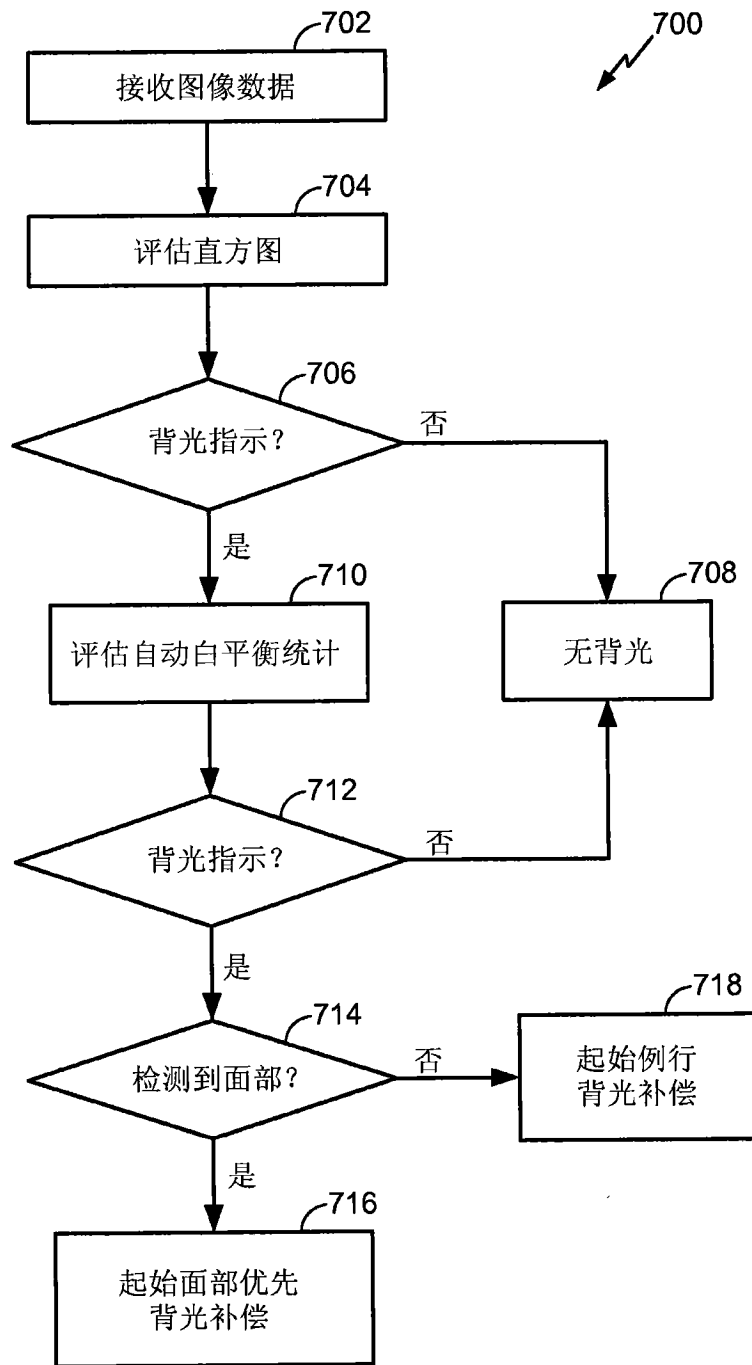 702
700
接收图像数据
704
评估直方图
706
背光指示？
否
是
710
708
评估自动白平衡统计
无背光
712
背光指示？
否
是
714
718
检测到面部？
否
起始例行
背光补偿
是
716
起始面部优先
背光补偿